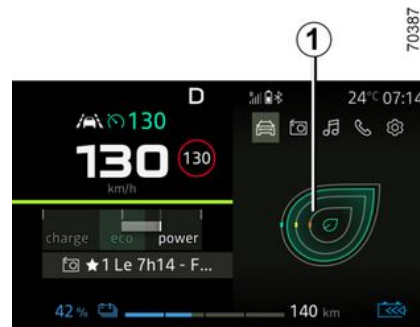 70387
1
D
24°C 07:14
130
130
130
km/h
charge eco power
★1 Le 7h14 - F...
42 % 140 km